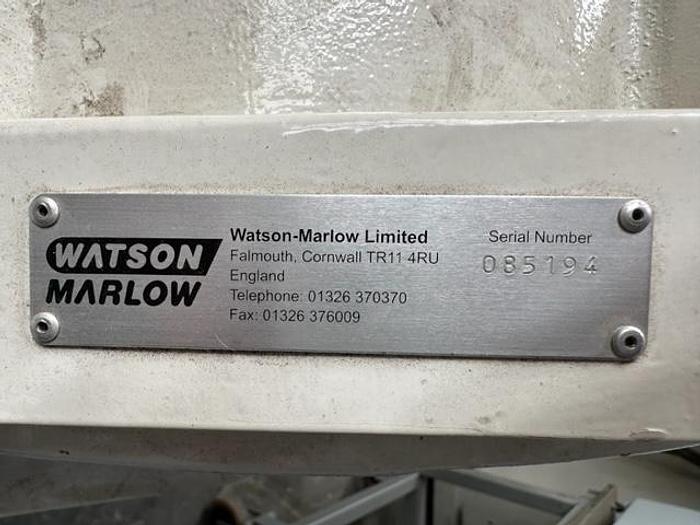 WATSON
MARLOW
Watson-Marlow Limited
Falmouth, Cornwall TR11 4RU
England
Telephone: 01326 370370
Fax: 01326 376009
Serial Number
085194